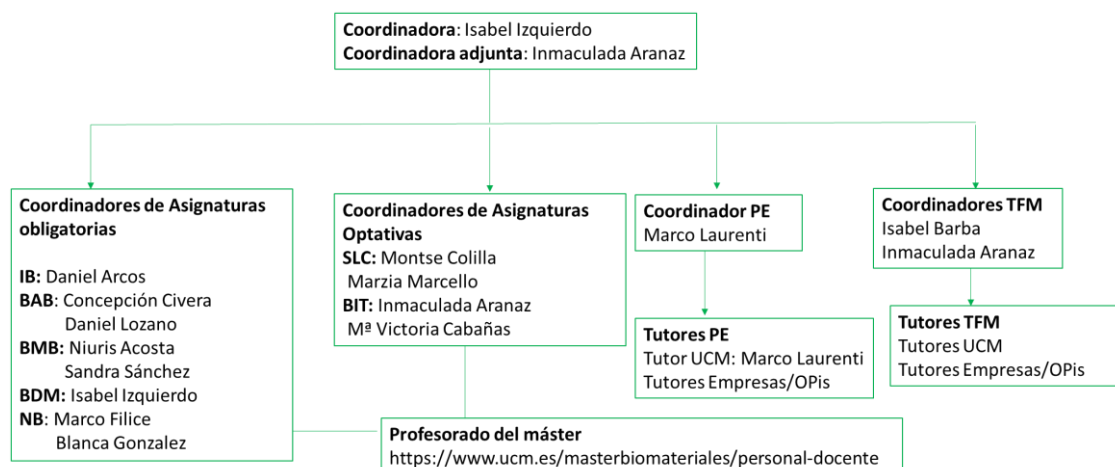 Coordinadora: Isabel Izquierdo
Coordinadora adjunta: Inmaculada Aranaz
Coordinadores de Asignaturas
obligatorias
IB: Daniel Arcos
BAB: Concepción Civera
Daniel Lozano
BMB: Niuris Acosta
Sandra Sánchez
BDM: Isabel Izquierdo
NB: Marco Filice
Blanca Gonzalez
Coordinadores de Asignaturas
Optativas
SLC: Montse Colilla
Marzia Marcello
BIT: Inmaculada Aranaz
Mª Victoria Cabañas
Coordinador PE
Marco Laurenti
Tutores PE
Tutor UCM: Marco Laurenti
Tutores Empresas/OPis
Coordinadores TFM
Isabel Barba
Inmaculada Aranaz
Tutores TFM
Tutores UCM
Tutores Empresas/OPis
Profesorado del máster
https://www.ucm.es/masterbiomateriales/personal-docente